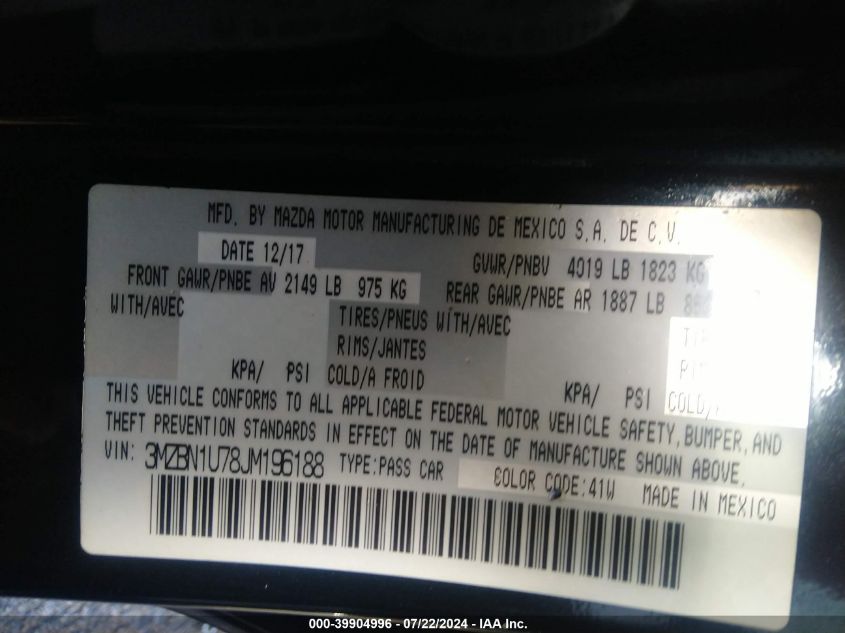 MFD. BY MAZDA MOTOR MANUFACTURING DE MEXICO S.A. DE C.V.
DATE 12/17 GVWR/PNBV 4019 LB 1823 KG
FRONT GAWR/PNBE AV 2149 LB 975 KG REAR GAWR/PNBE AR 1887 LB
WITH/AVEC TIRES/PNEUS WITH/AVEC
RIMS/JANTES
KPA/ PSI COLD/A FROID KPA/ PSI COLD/
THIS VEHICLE CONFORMS TO ALL APPLICABLE FEDERAL MOTOR VEHICLE SAFETY, BUMPER, AND
THEFT PREVENTION STANDARDS IN EFFECT ON THE DATE OF MANUFACTURE SHOWN ABOVE.
VIN: 3MZBN1U78JM196188 TYPE: PASS CAR COLOR CODE: 41W MADE IN MEXICO
000-39904996 - 07/22/2024 - IAA Inc.